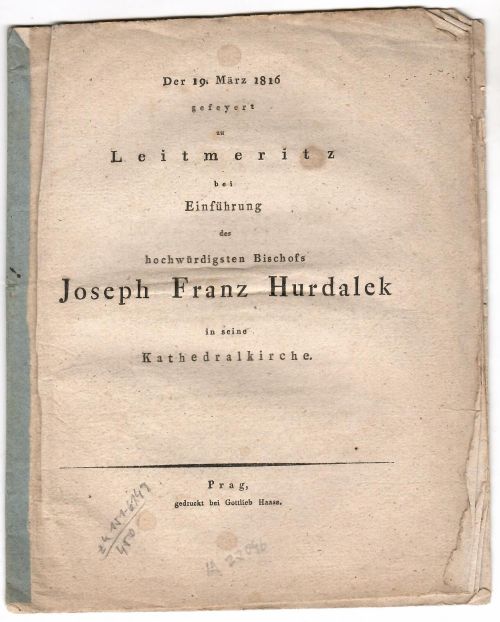 Der 19. März 1816
gefeyert
zu
Leitmeritz
bei
Einführung
des
hochwürdigsten Bischofs
Joseph Franz Hurdalek
in seine
Kathedralkirche.
Prag,
gedruckt bei Gottlieb Haase.